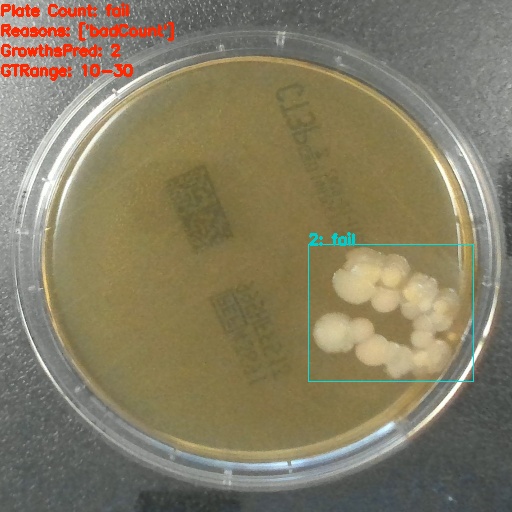 Plate Count: fail
Reasons: ['badCount']
GrowthsPred: 2
GTRange: 10-30
2: fail